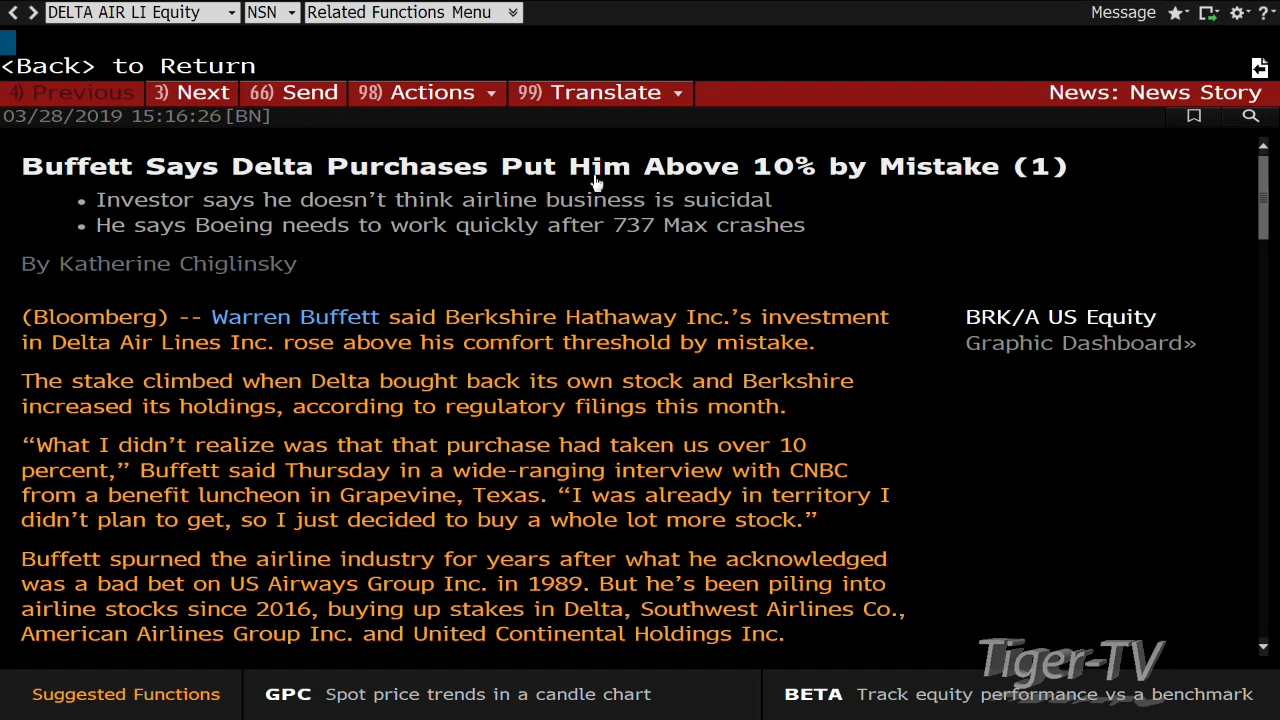 DELTA AIR LI Equity NSN Related Functions Menu Message ?
<Back> to Return
4) Previous 3) Next 66) Send 98) Actions 99) Translate News: News Story
03/28/2019 15:16:26 [BN]
Buffett Says Delta Purchases Put Him Above 10% by Mistake (1)
• Investor says he doesn’t think airline business is suicidal
• He says Boeing needs to work quickly after 737 Max crashes
By Katherine Chiglinsky
(Bloomberg) -- Warren Buffett said Berkshire Hathaway Inc.’s investment
in Delta Air Lines Inc. rose above his comfort threshold by mistake.
The stake climbed when Delta bought back its own stock and Berkshire
increased its holdings, according to regulatory filings this month.
“What I didn’t realize was that that purchase had taken us over 10
percent,” Buffett said Thursday in a wide-ranging interview with CNBC
from a benefit luncheon in Grapevine, Texas. “I was already in territory I
didn’t plan to get, so I just decided to buy a whole lot more stock.”
Buffett spurned the airline industry for years after what he acknowledged
was a bad bet on US Airways Group Inc. in 1989. But he’s been piling into
airline stocks since 2016, buying up stakes in Delta, Southwest Airlines Co.,
American Airlines Group Inc. and United Continental Holdings Inc.
BRK/A US Equity
Graphic Dashboard»
Tiger-TV
Suggested Functions GPC Spot price trends in a candle chart BETA Track equity performance vs a benchmark